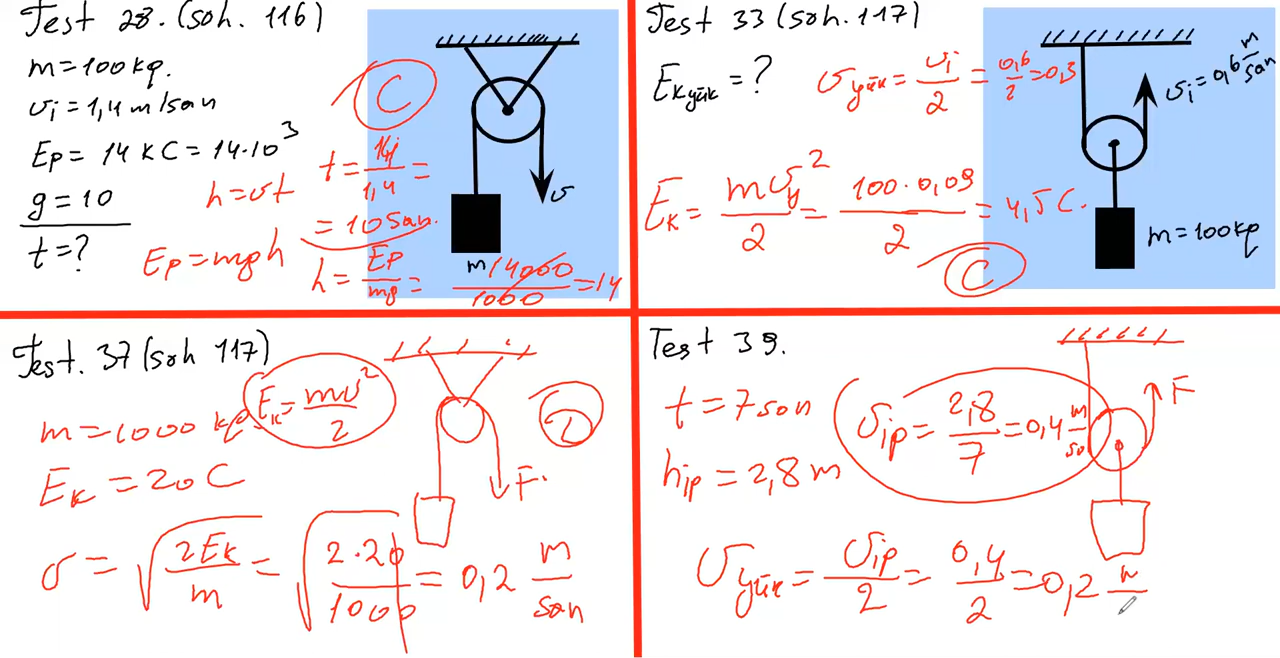 Test 28. (səh. 116)
m = 100 kq.
υi = 1,4 m/san
Ep = 14 kC = 14·10³
g = 10
t = ?
h = υt
Ep = mgh
t = 14/1,4 =
= 10 san.
h = Ep/mg = 14000/1000 = 14
C
υ
m
Test 33 (səh. 117)
Ek yük = ?
υyük = υi/2 = 0,6/2 = 0,3
υi = 0,6 m/san
Ek = mυy²/2 = 100·0,09/2 = 4,5 C.
m = 100 kq
C
Test. 37 (səh 117)
m = 1000 kq
Ek = mυ²/2
Ek = 20 C
F.
D
υ = √(2Ek/m) = √(2·20/1000) = 0,2 m/san
Test 39.
t = 7 san
υip = 2,8/7 = 0,4 m/sa
F
hip = 2,8 m
υyük = υip/2 = 0,4/2 = 0,2 m/